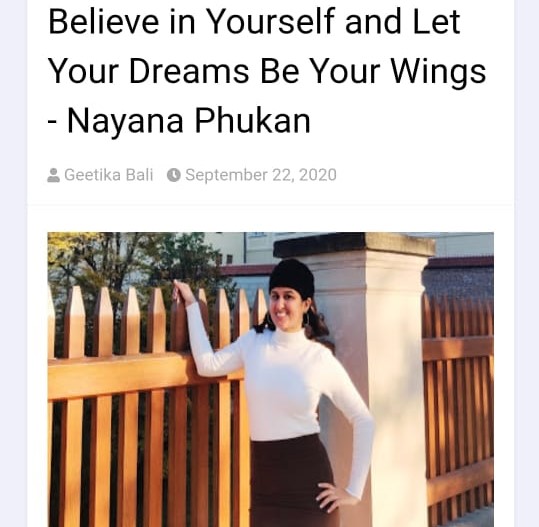 Believe in Yourself and Let
Your Dreams Be Your Wings
- Nayana Phukan
Geetika Bali September 22, 2020